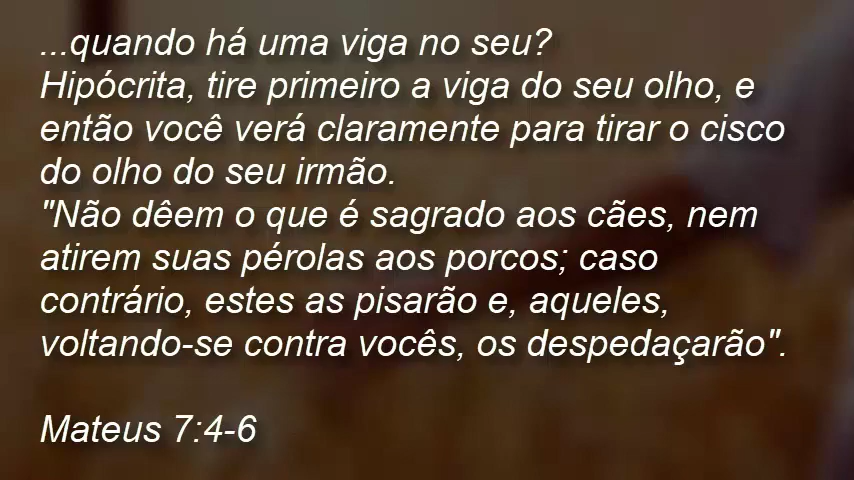 ...quando há uma viga no seu?
Hipócrita, tire primeiro a viga do seu olho, e
então você verá claramente para tirar o cisco
do olho do seu irmão.
"Não dêem o que é sagrado aos cães, nem
atirem suas pérolas aos porcos; caso
contrário, estes as pisarão e, aqueles,
voltando-se contra vocês, os despedaçarão".
Mateus 7:4-6